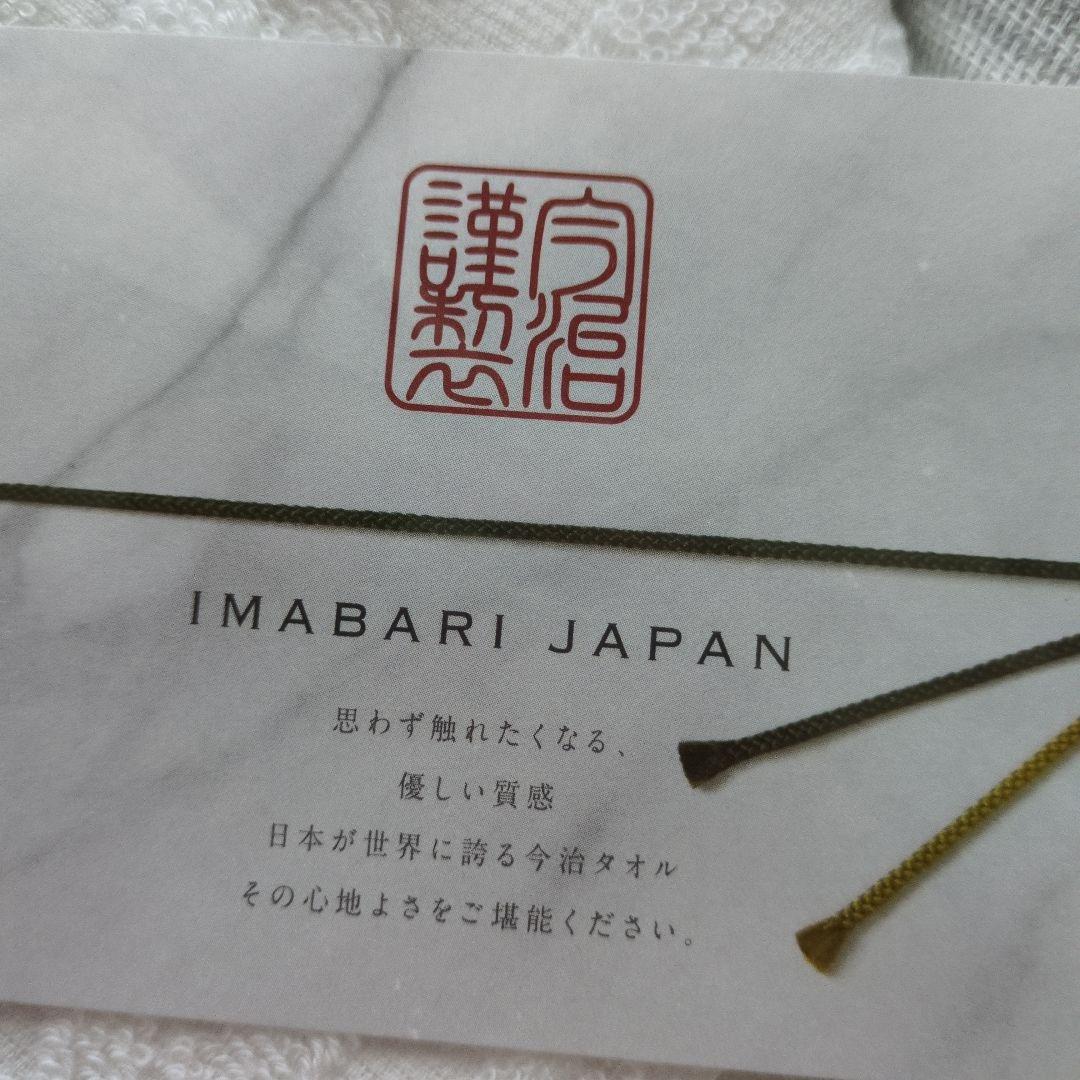 今治
謹製
IMABARI JAPAN
思わず触れたくなる、
優しい質感
日本が世界に誇る今治タオル
その心地よさをご堪能ください。